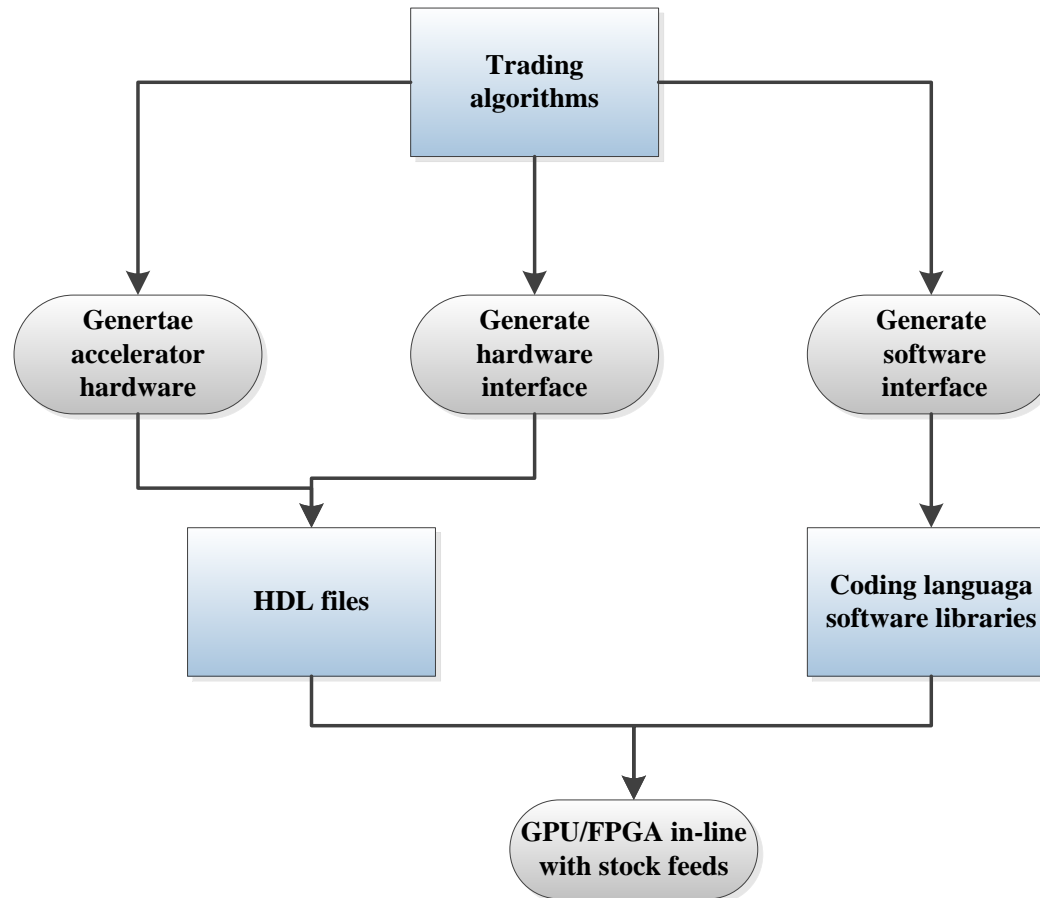 Trading
algorithms
Genertae
accelerator
hardware
Generate
hardware
interface
Generate
software
interface
HDL files
Coding languaga
software libraries
GPU/FPGA in-line
with stock feeds